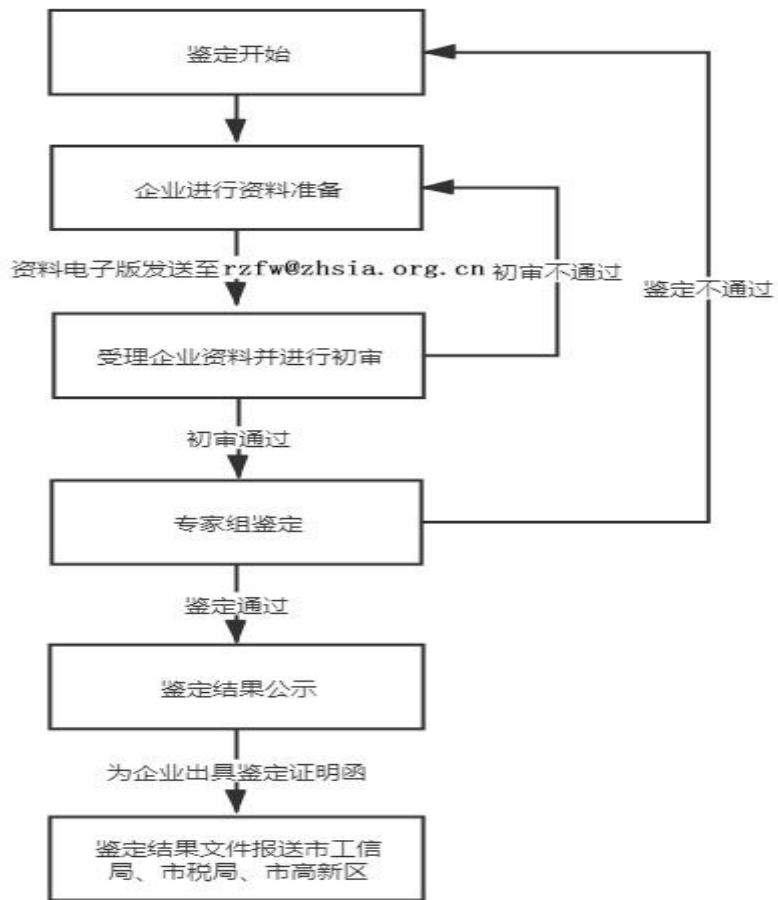 鉴定开始
企业进行资料准备
资料电子版发送至rzfw@zhsia.org.cn
初审不通过
鉴定不通过
受理企业资料并进行初审
初审通过
专家组鉴定
鉴定通过
鉴定结果公示
为企业出具鉴定证明函
鉴定结果文件报送市工信
局、市税局、市高新区